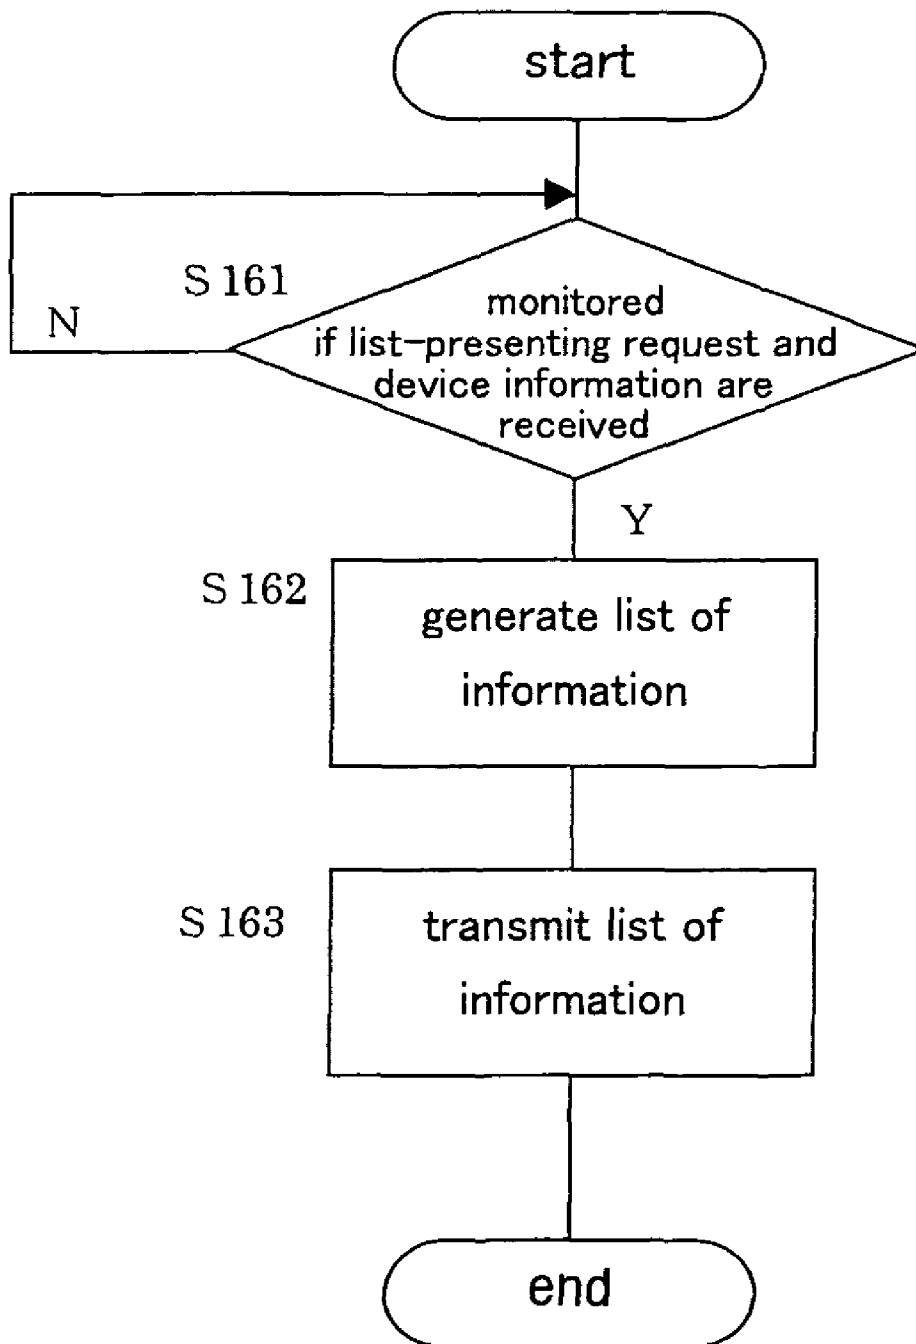 start
S 161
monitored
if list-presenting request and
device information are
received
N
Y
S 162
generate list of
information
S 163
transmit list of
information
end